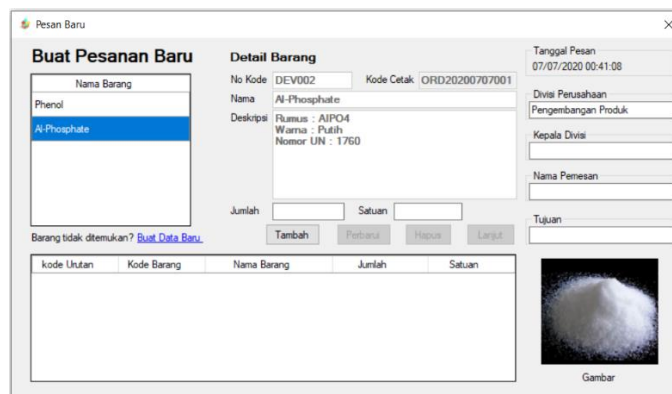 Pesan Baru
Buat Pesanan Baru
Nama Barang
Phenol
Al-Phosphate
Barang tidak ditemukan? Buat Data Baru
Detail Barang
No Kode DEV002 Kode Cetak ORD20200707001
Nama Al-Phosphate
Deskripsi Rumus : AlPO4
Warna : Putih
Nomor UN : 1760
Jumlah Satuan
Tambah Perbarui Hapus Lanjut
Tanggal Pesan
07/07/2020 00:41:08
Divisi Perusahaan
Pengembangan Produk
Kepala Divisi
Nama Pemesan
Tujuan
kode Urutan Kode Barang Nama Barang Jumlah Satuan
Gambar